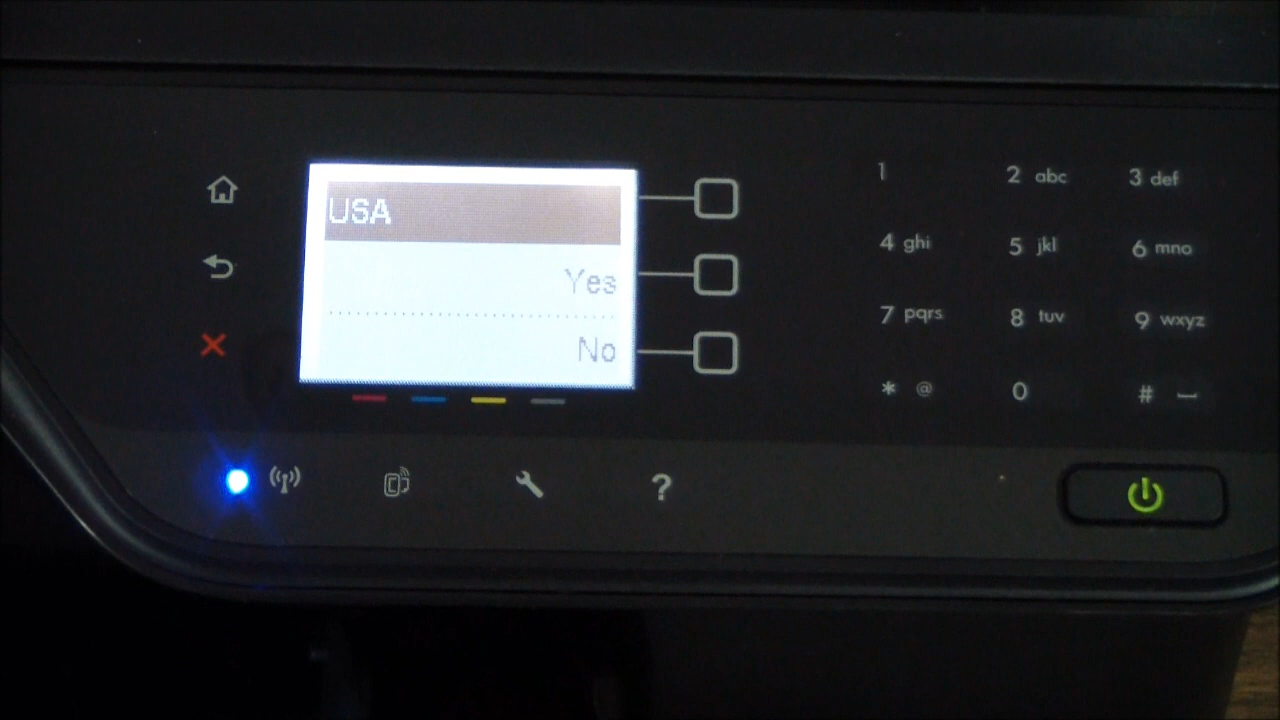 USA
Yes
No
1 2 abc 3 def
4 ghi 5 jkl 6 mno
7 pqrs 8 tuv 9 wxyz
* @ 0 #
?